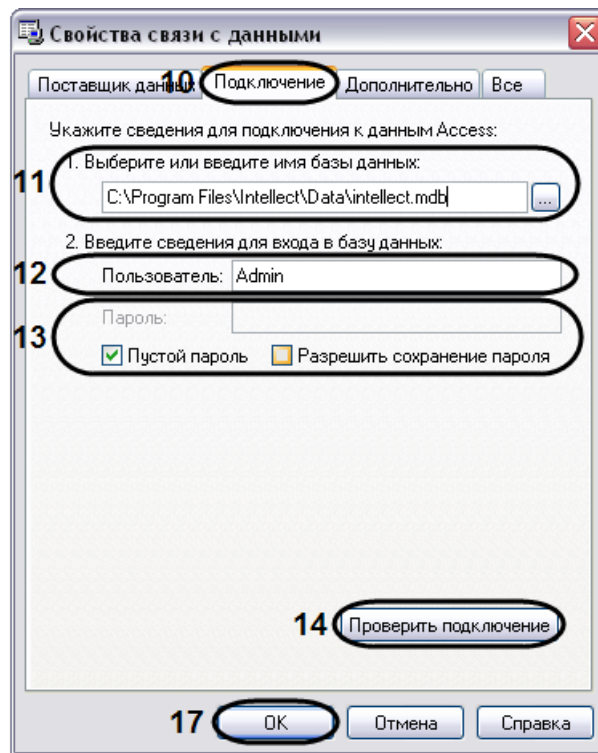 Свойства связи с данными
Поставщик данных 10 Подключение Дополнительно Все
Укажите сведения для подключения к данным Access:
1. Выберите или введите имя базы данных:
11
C:\Program Files\Intellect\Data\intellect.mdb ...
2. Введите сведения для входа в базу данных:
12 Пользователь: Admin
Пароль:
13
Пустой пароль Разрешить сохранение пароля
14 Проверить подключение
17 ОК Отмена Справка